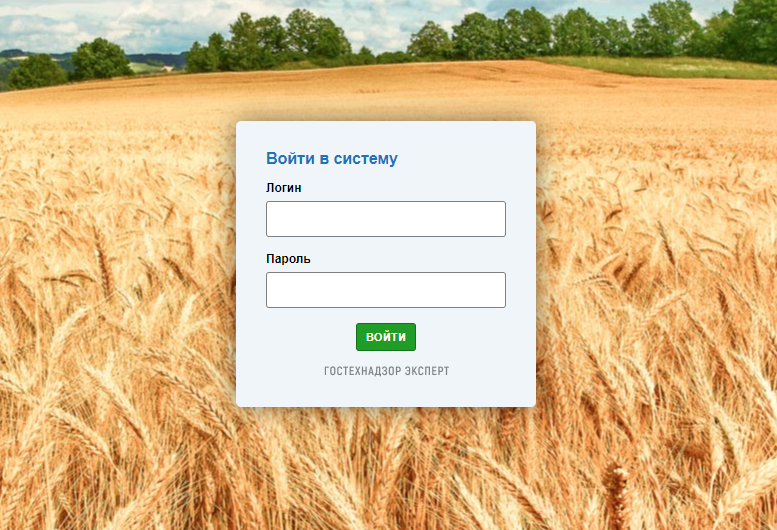 Войти в систему
Логин
Пароль
ВОЙТИ
ГОСТЕХНАДЗОР ЭКСПЕРТ